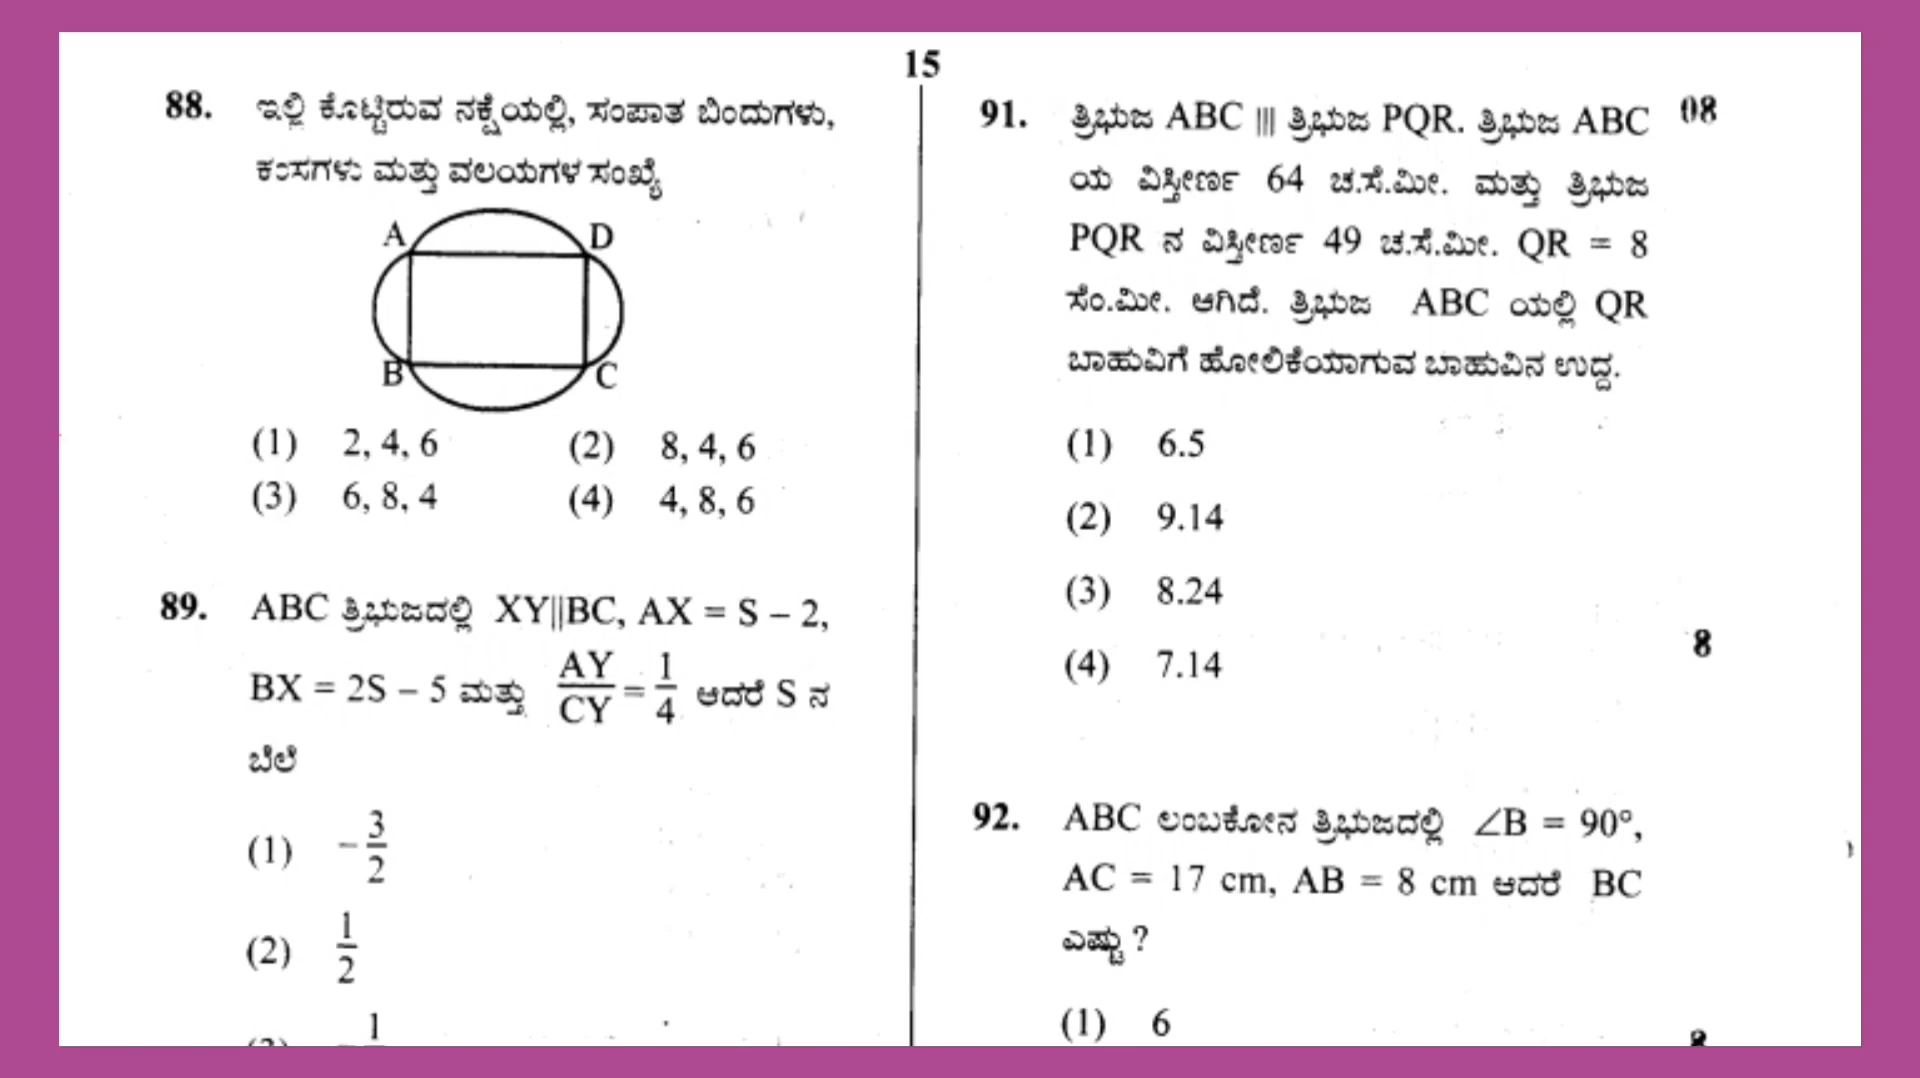 15
88. ಇಲ್ಲಿ ಕೊಟ್ಟಿರುವ ನಕ್ಷೆಯಲ್ಲಿ, ಸಂಪಾತ ಬಿಂದುಗಳು,
ಕಂಸಗಳು ಮತ್ತು ವಲಯಗಳ ಸಂಖ್ಯೆ
A D
B C
(1) 2, 4, 6 (2) 8, 4, 6
(3) 6, 8, 4 (4) 4, 8, 6
89. ABC ತ್ರಿಭುಜದಲ್ಲಿ XY||BC, AX = S – 2,
BX = 2S – 5 ಮತ್ತು AY/CY = 1/4 ಆದರೆ S ನ
ಬೆಲೆ
(1) –3/2
(2) 1/2
1
91. ತ್ರಿಭುಜ ABC ||| ತ್ರಿಭುಜ PQR. ತ್ರಿಭುಜ ABC
ಯ ವಿಸ್ತೀರ್ಣ 64 ಚ.ಸೆ.ಮೀ. ಮತ್ತು ತ್ರಿಭುಜ
PQR ನ ವಿಸ್ತೀರ್ಣ 49 ಚ.ಸೆ.ಮೀ. QR = 8
ಸೆಂ.ಮೀ. ಆಗಿದೆ. ತ್ರಿಭುಜ ABC ಯಲ್ಲಿ QR
ಬಾಹುವಿಗೆ ಹೋಲಿಕೆಯಾಗುವ ಬಾಹುವಿನ ಉದ್ದ.
(1) 6.5
(2) 9.14
(3) 8.24
(4) 7.14
92. ABC ಲಂಬಕೋನ ತ್ರಿಭುಜದಲ್ಲಿ ∠B = 90°,
AC = 17 cm, AB = 8 cm ಆದರೆ BC
ಎಷ್ಟು ?
(1) 6
08
8